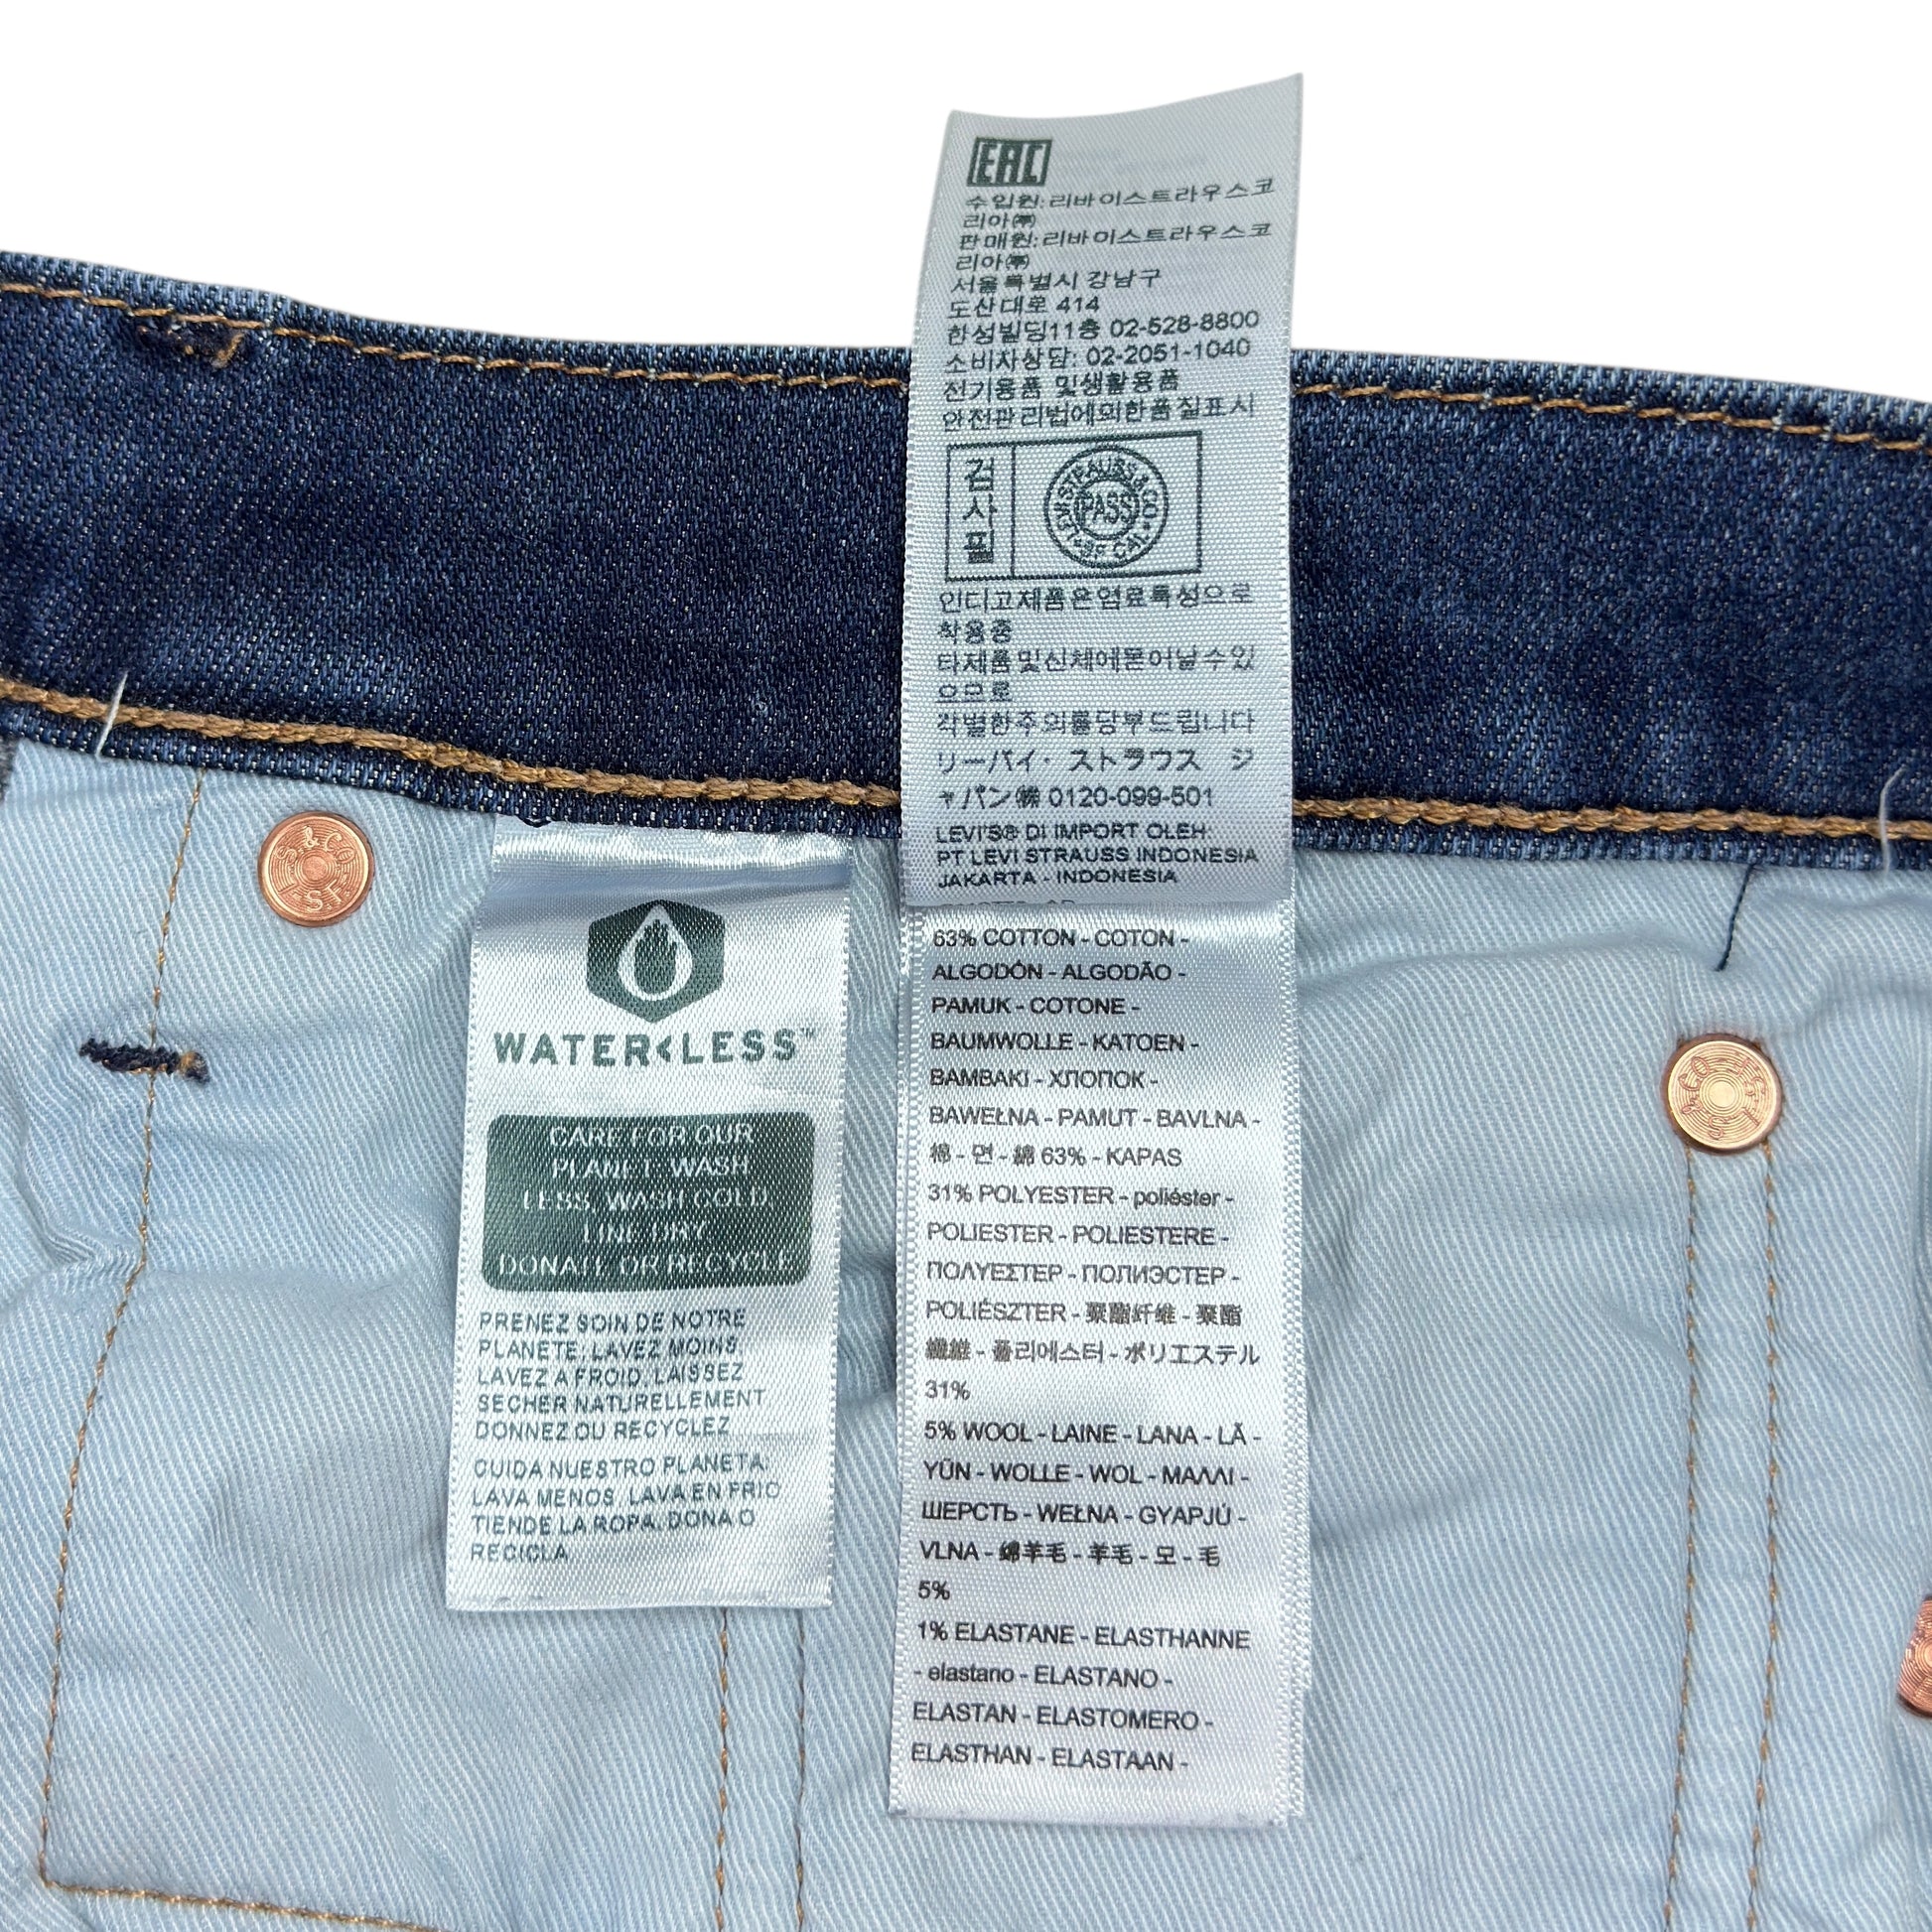 EAC
수입원: 리바이스트라우스코
리아㈜
판매원: 리바이스트라우스코
리아㈜
서울특별시 강남구
도산대로 414
한성빌딩11층 02-528-8800
소비자상담: 02-2051-1040
전기용품 및생활용품
안전관리법에의한품질표시
검
사
필
LEVI STRAUSS & CO
PASS
SF CAL
인디고제품은염료특성으로
착용중
타제품및신체에묻어날수있
으므로
각별한주의를당부드립니다
リーバイ・ストラウス ジ
ャパン㈱ 0120-099-501
LEVI'S® DI IMPORT OLEH:
PT LEVI STRAUSS INDONESIA
JAKARTA - INDONESIA
S.&CO
L.S.
WATER<LESS™
CARE FOR OUR
PLANET WASH
LESS, WASH COLD,
LINE DRY
DONATE OR RECYCLE
PRENEZ SOIN DE NOTRE
PLANETE: LAVEZ MOINS,
LAVEZ A FROID, LAISSEZ
SECHER NATURELLEMENT
DONNEZ OU RECYCLEZ
CUIDA NUESTRO PLANETA:
LAVA MENOS, LAVA EN FRIO
TIENDE LA ROPA, DONA O
RECICLA
63% COTTON - COTON -
ALGODÓN - ALGODÃO -
PAMUK - COTONE -
BAUMWOLLE - KATOEN -
BAMBAKI - ХЛОПОК -
BAWEŁNA - PAMUT - BAVLNA -
棉 - 면 - 綿 63% - KAPAS
31% POLYESTER - poliéster -
POLIESTER - POLIESTERE -
ΠΟΛΥΕΣΤΕΡ - ПОЛИЭСТЕР -
POLIÉSZTER - 聚酯纤维 - 聚酯
纖維 - 폴리에스터 - ポリエステル
31%
5% WOOL - LAINE - LANA - LÃ -
YÜN - WOLLE - WOL - ΜΑΛΛΙ -
ШЕРСТЬ - WEŁNA - GYAPJÚ -
VLNA - 绵羊毛 - 羊毛 - 모 - 毛
5%
1% ELASTANE - ELASTHANNE
- elastano - ELASTANO -
ELASTAN - ELASTOMERO -
ELASTHAN - ELASTAAN -